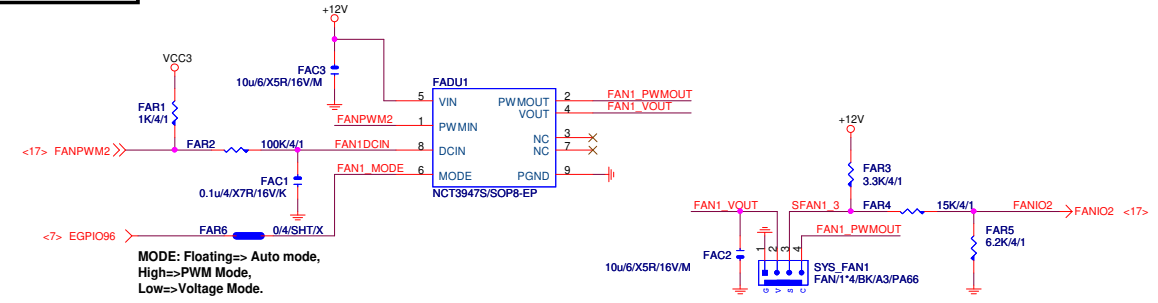 +12V
VCC3
FAC3
10u/6/X5R/16V/M
FADU1
FAR1
1K/4/1
5 VIN PWMOUT 2 FAN1_PWMOUT
VOUT 4 FAN1_VOUT
FANPWM2 1 PWMIN
NC 3
<17> FANPWM2 FAR2 100K/4/1 FAN1DCIN 8 DCIN NC 7
FAN1_MODE 6 MODE PGND 9
FAC1
0.1u/4/X7R/16V/K
NCT3947S/SOP8-EP
<7> EGPIO96 FAR6 0/4/SHT/X
MODE: Floating=> Auto mode,
High=>PWM Mode,
Low=>Voltage Mode.
+12V
FAR3
3.3K/4/1
FAN1_VOUT SFAN1_3 FAR4 15K/4/1 FANIO2 FANIO2 <17>
FAN1_PWMOUT
FAR5
6.2K/4/1
FAC2
10u/6/X5R/16V/M
1 2 3 4
G V S C
SYS_FAN1
FAN/1*4/BK/A3/PA66